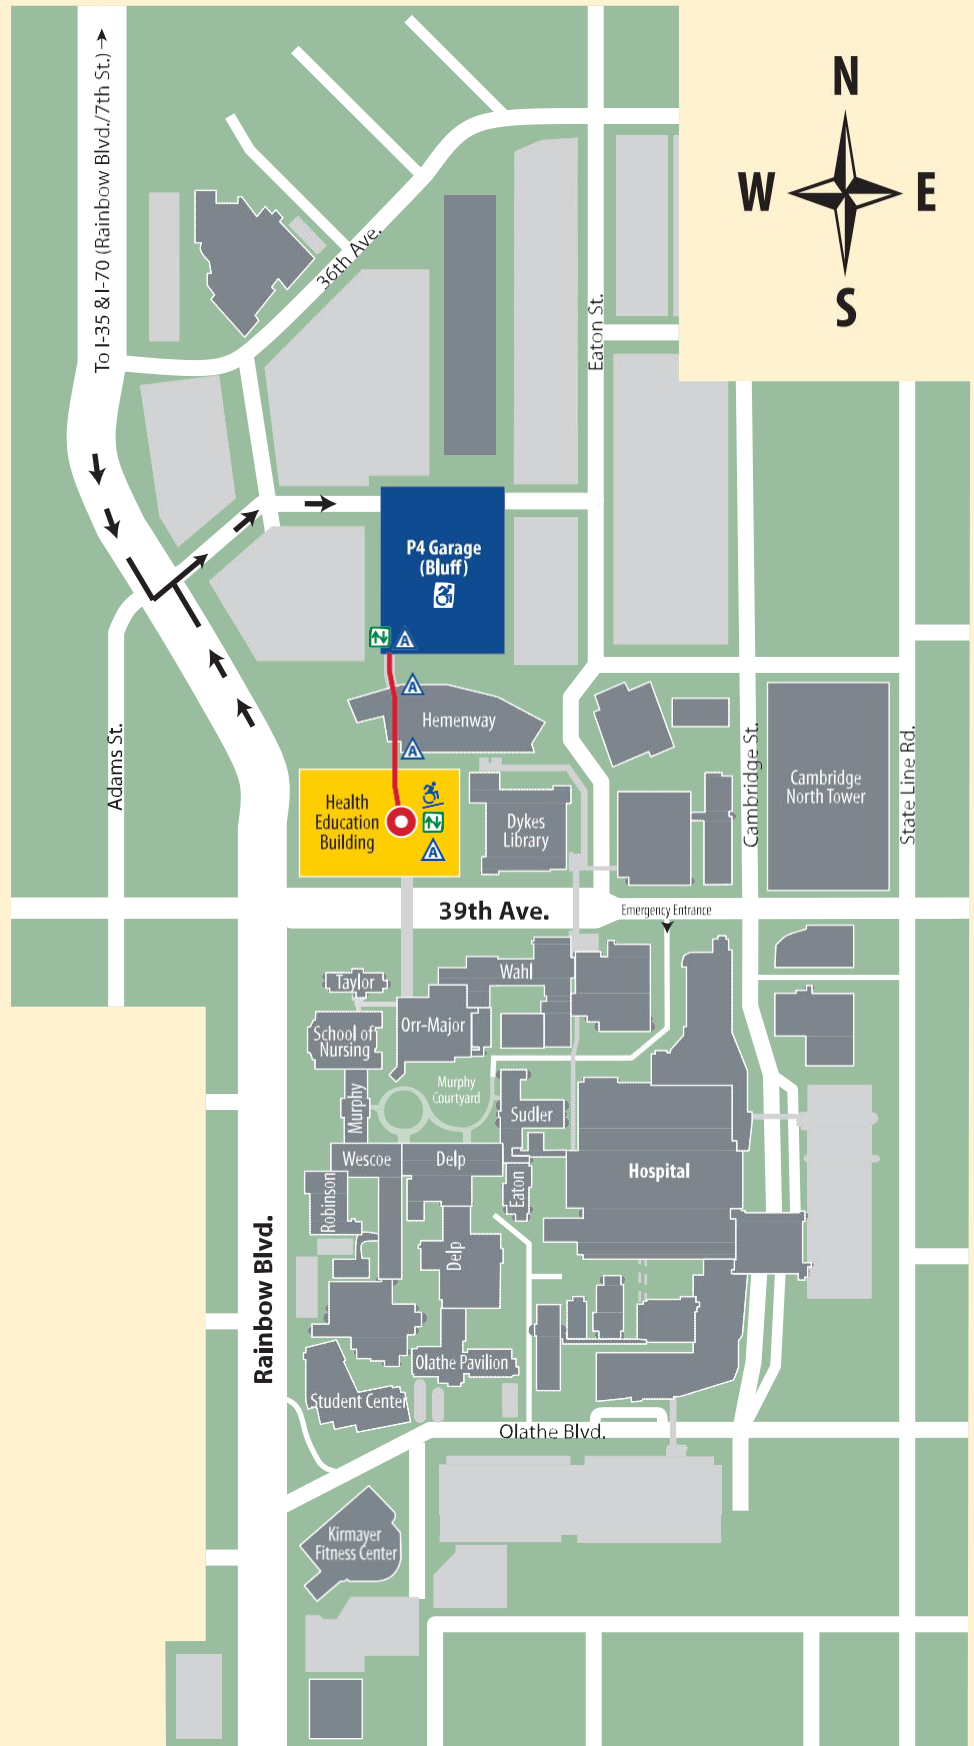 To I-35 & I-70 (Rainbow Blvd./7th St.)
N
W
E
S
36th Ave.
Eaton St.
P4 Garage
(Bluff)
A
A
Hemenway
A
Adams St.
Health
Education
Building
A
Dykes
Library
Cambridge St.
Cambridge
North Tower
State Line Rd.
39th Ave.
Emergency Entrance
Taylor
Wahl
School of
Nursing
Orr-Major
Murphy
Murphy
Courtyard
Sudler
Wescoe
Delp
Hospital
Robinson
Eaton
Delp
Rainbow Blvd.
Olathe Pavilion
Student Center
Olathe Blvd.
Kirmayer
Fitness Center